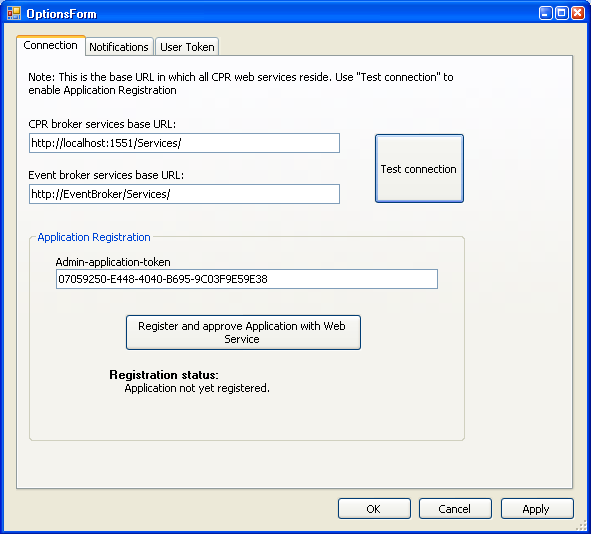 OptionsForm
Connection
Notifications
User Token
Note: This is the base URL in which all CPR web services reside. Use "Test connection" to
enable Application Registration
CPR broker services base URL:
http://localhost:1551/Services/
Test connection
Event broker services base URL:
http://EventBroker/Services/
Application Registration
Admin-application-token
07059250-E448-4040-B695-9C03F9E59E38
Register and approve Application with Web
Service
Registration status:
Application not yet registered.
OK
Cancel
Apply